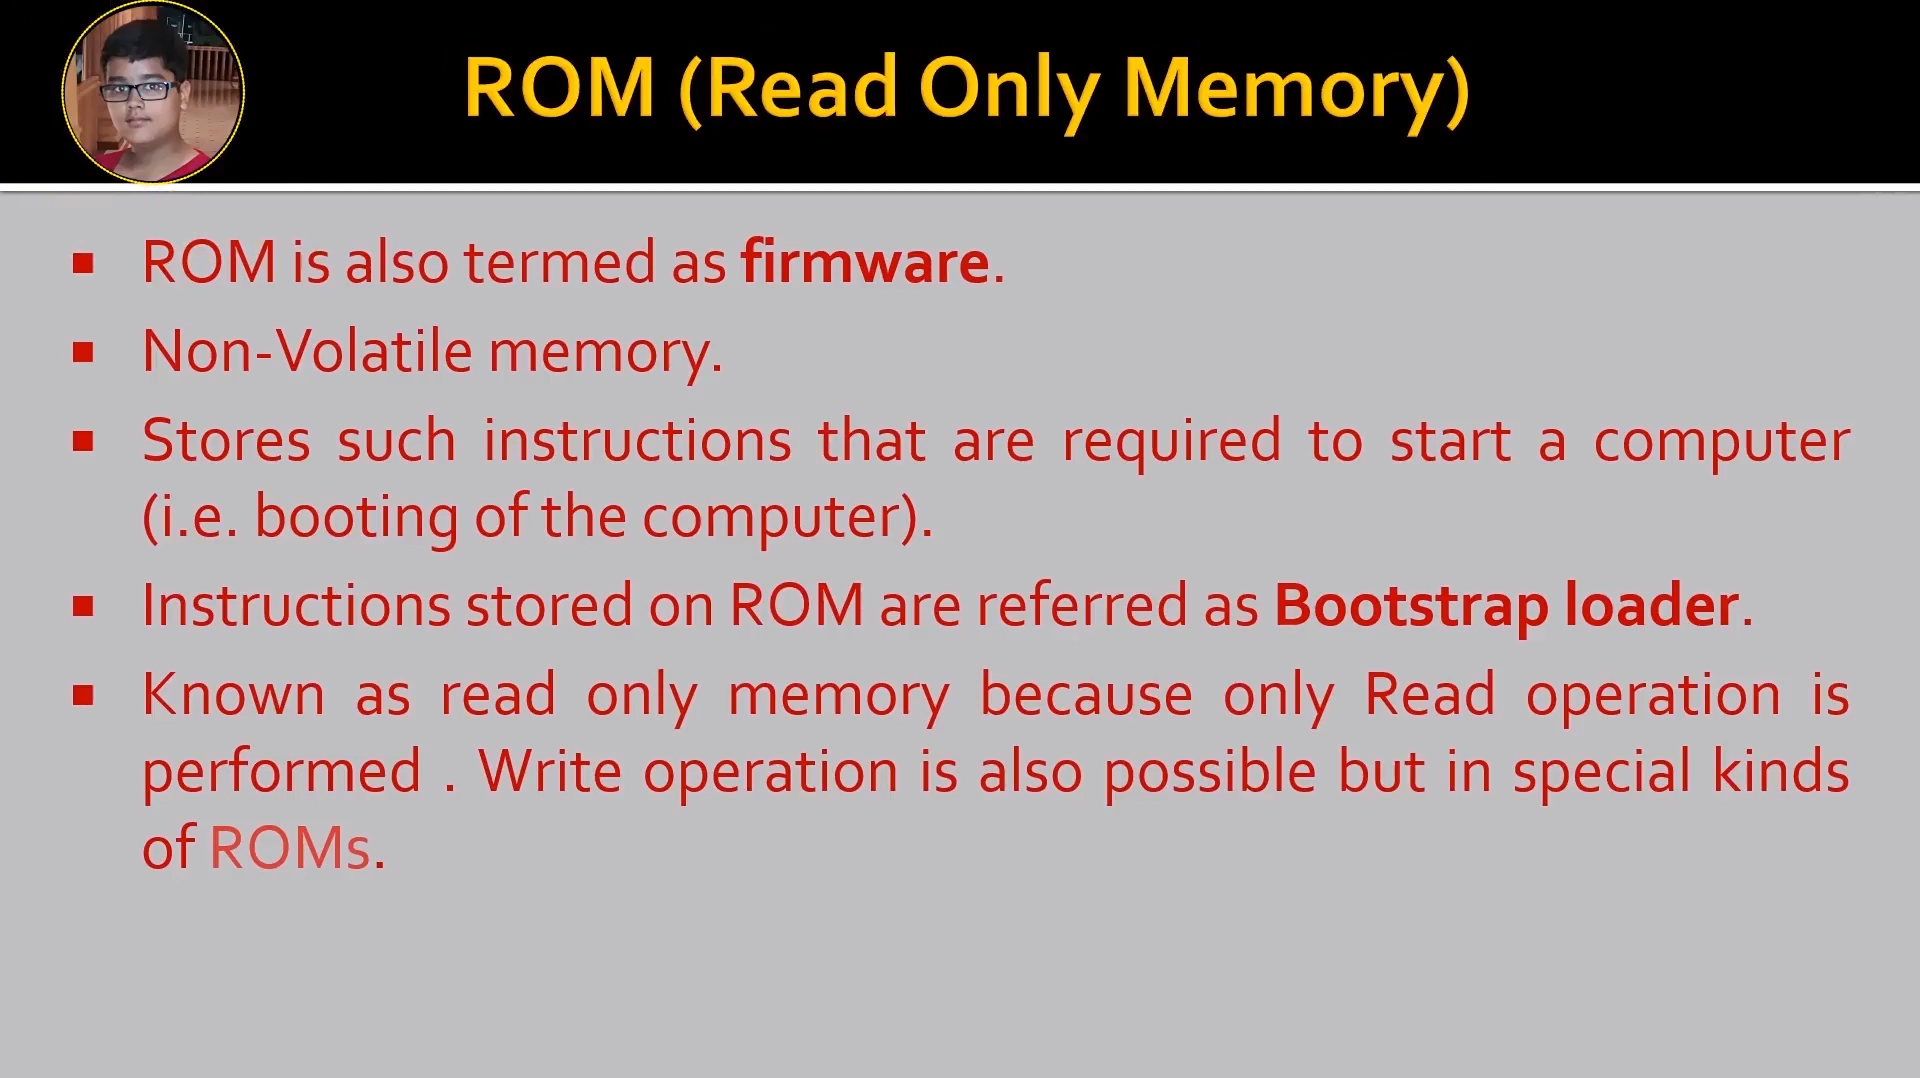 ROM (Read Only Memory)
ROM is also termed as firmware.
Non-Volatile memory.
Stores such instructions that are required to start a computer
(i.e. booting of the computer).
Instructions stored on ROM are referred as Bootstrap loader.
Known as read only memory because only Read operation is
performed . Write operation is also possible but in special kinds
of ROMs.